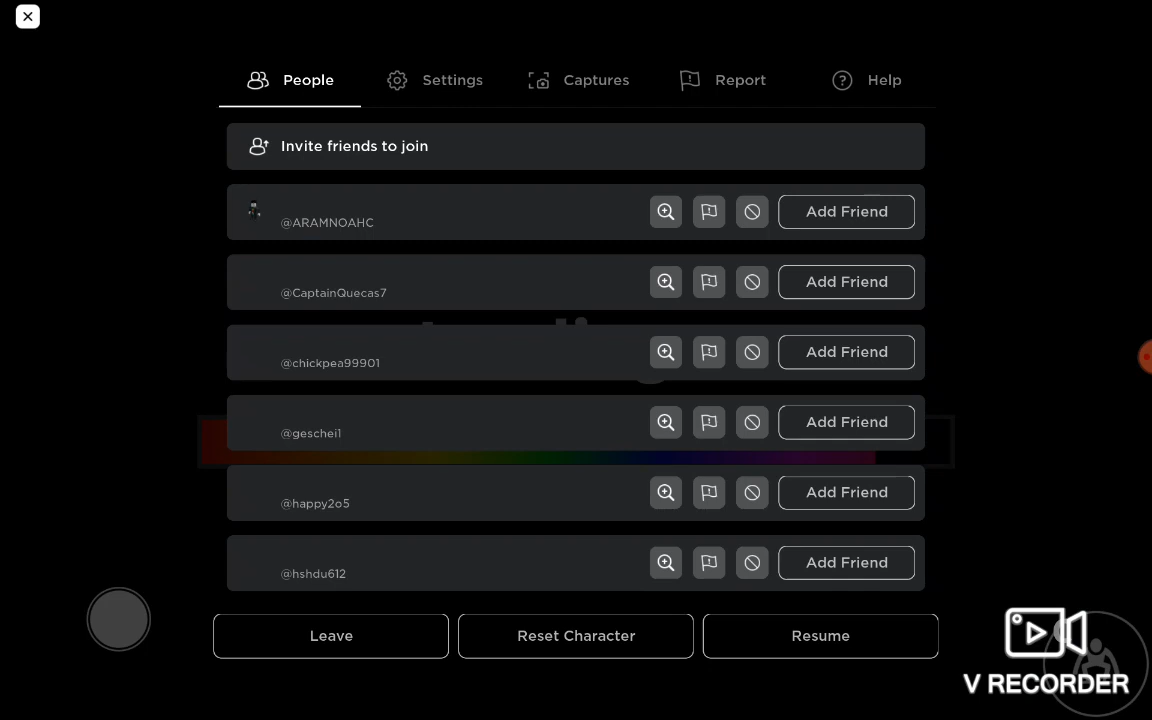 People
Settings
Captures
Report
Help
Invite friends to join
@ARAMNOAHC
Add Friend
@CaptainQuecas7
Add Friend
@chickpea99901
Add Friend
@geschei1
Add Friend
@happy2o5
Add Friend
@hshdu612
Add Friend
Leave
Reset Character
Resume
V RECORDER